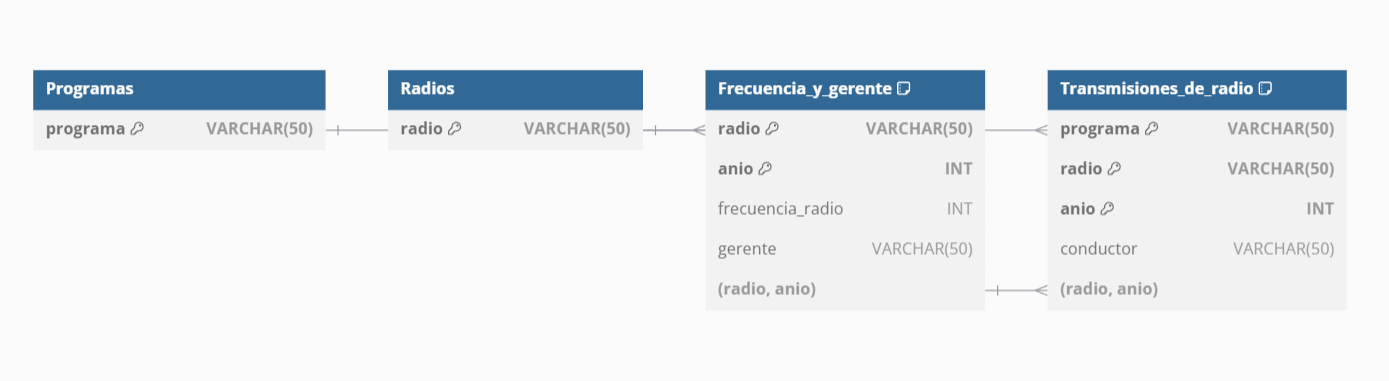 Programas
programa VARCHAR(50)
Radios
radio VARCHAR(50)
Frecuencia_y_gerente
radio VARCHAR(50)
anio INT
frecuencia_radio INT
gerente VARCHAR(50)
(radio, anio)
Transmisiones_de_radio
programa VARCHAR(50)
radio VARCHAR(50)
anio INT
conductor VARCHAR(50)
(radio, anio)